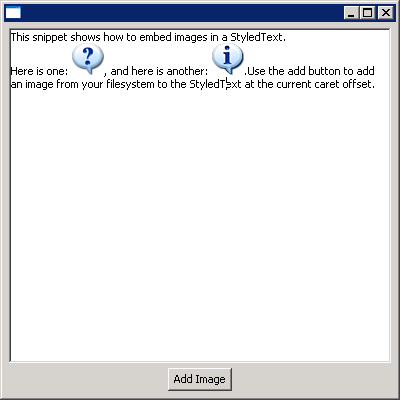 This snippet shows how to embed images in a StyledText.
Here is one: ? , and here is another: i .Use the add button to add
an image from your filesystem to the StyledText at the current caret offset.
Add Image